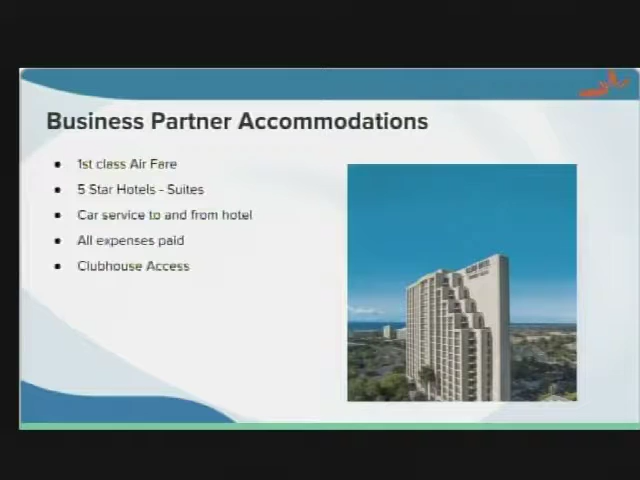 Business Partner Accommodations
● 1st class Air Fare
● 5 Star Hotels - Suites
● Car service to and from hotel
● All expenses paid
● Clubhouse Access